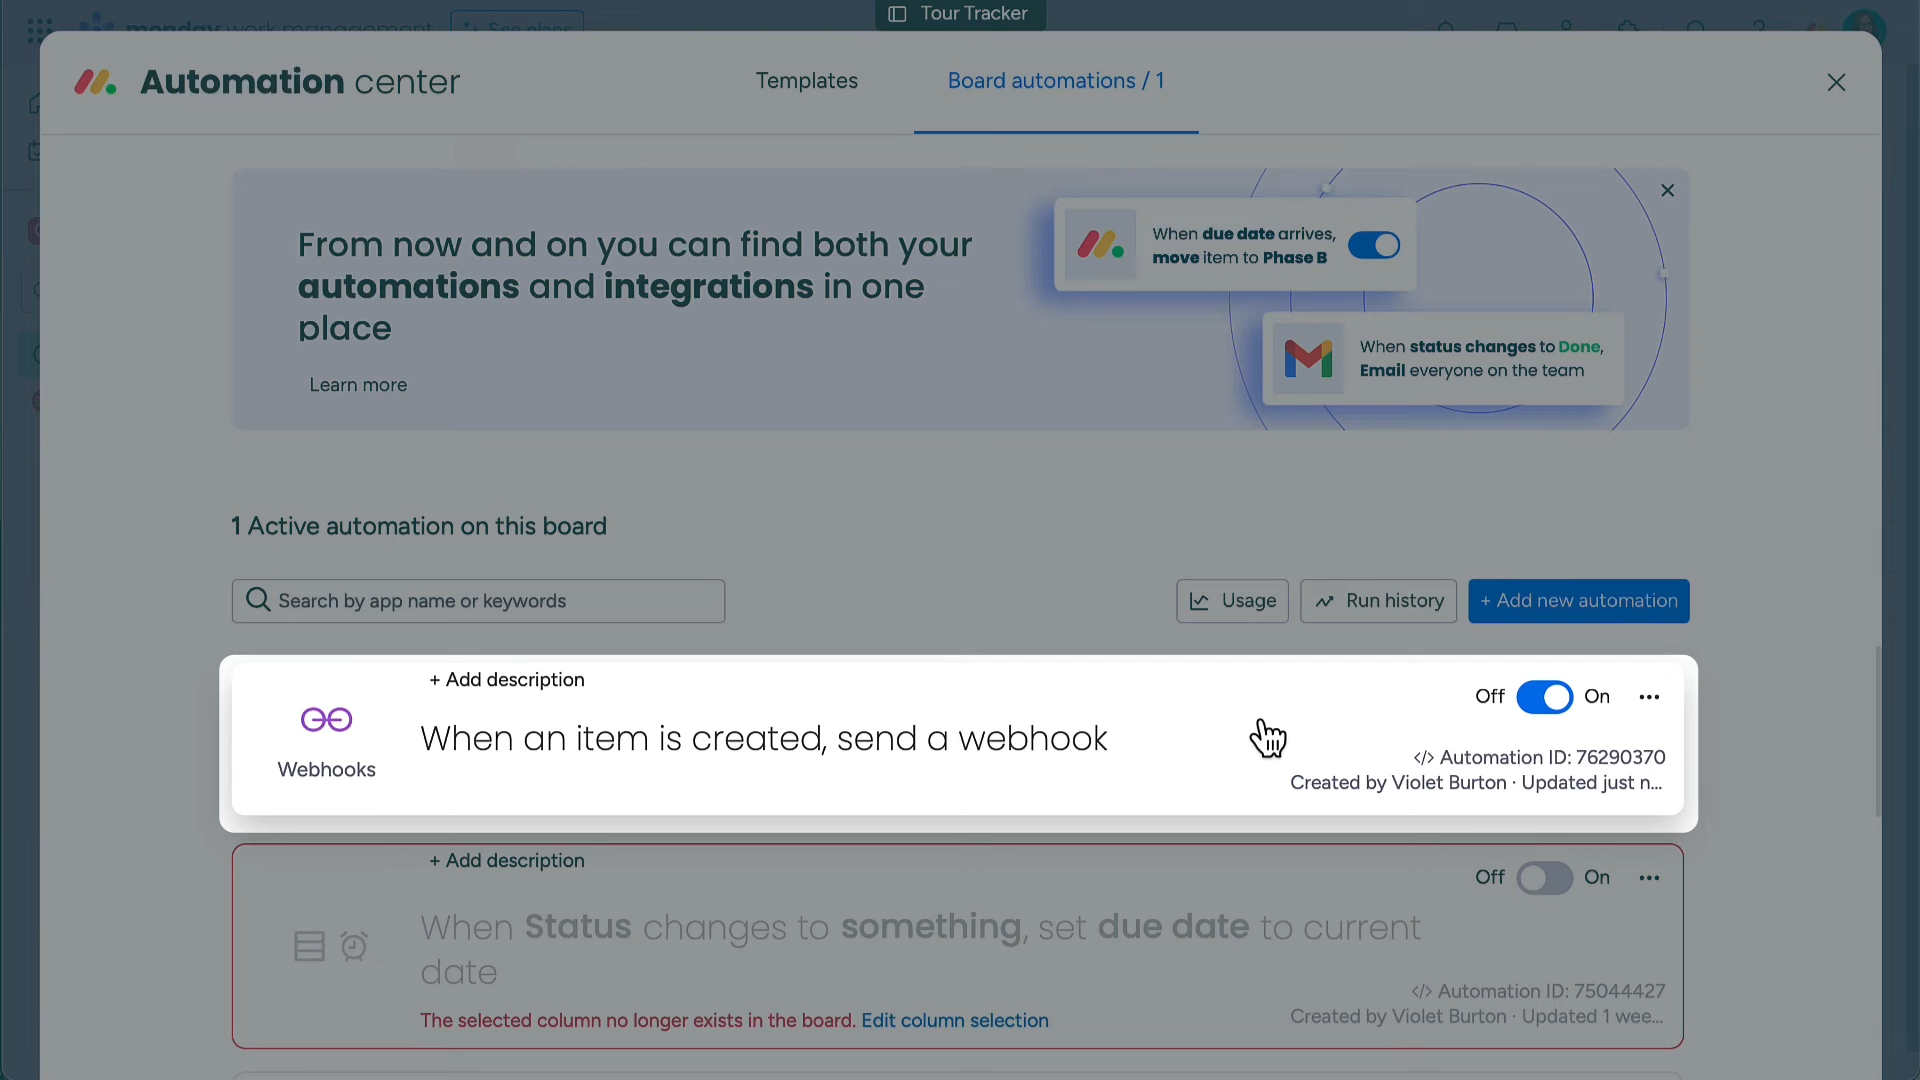 Tour Tracker
monday work management
See plans
Automation center
Templates
Board automations / 1
From now and on you can find both your
automations and integrations in one
place
Learn more
When due date arrives,
move item to Phase B
When status changes to Done,
Email everyone on the team
1 Active automation on this board
Search by app name or keywords
Usage
Run history
+ Add new automation
+ Add description
Off
On
Webhooks
When an item is created, send a webhook
</> Automation ID: 76290370
Created by Violet Burton · Updated just n...
+ Add description
Off
On
When Status changes to something, set due date to current
date
The selected column no longer exists in the board. Edit column selection
</> Automation ID: 75044427
Created by Violet Burton · Updated 1 wee...